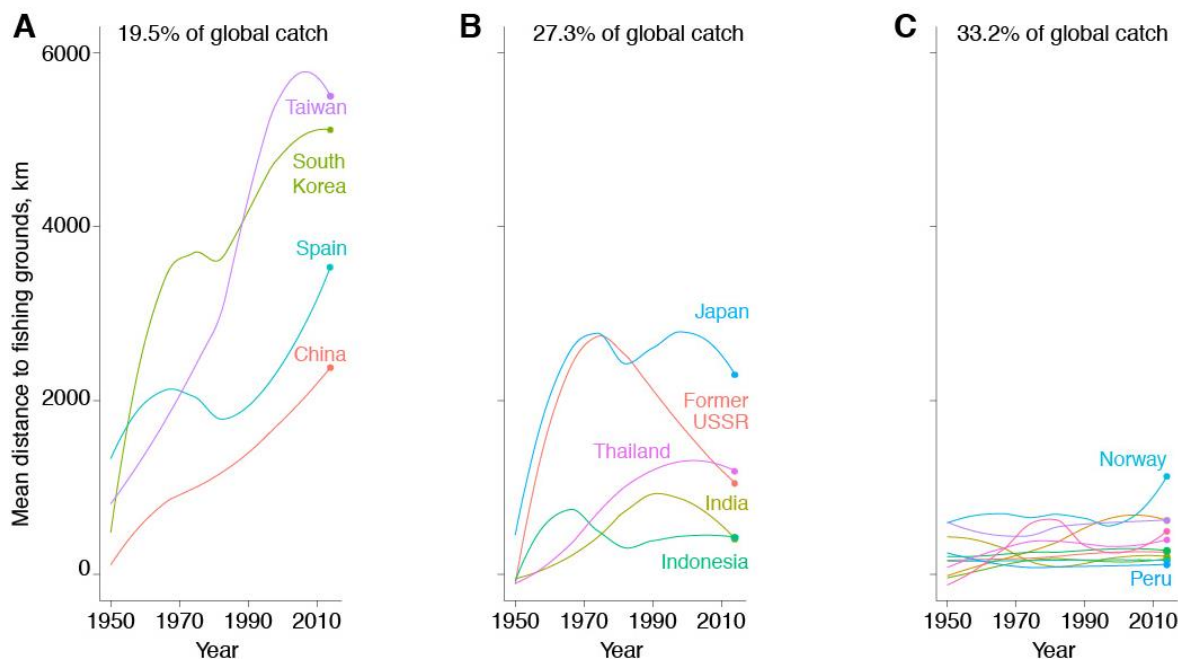 A
19.5% of global catch
B
27.3% of global catch
C
33.2% of global catch
Mean distance to fishing grounds, km
6000
4000
2000
0
Taiwan
South
Korea
Spain
China
1950 1970 1990 2010
Year
Japan
Former
USSR
Thailand
India
Indonesia
1950 1970 1990 2010
Year
Norway
Peru
1950 1970 1990 2010
Year